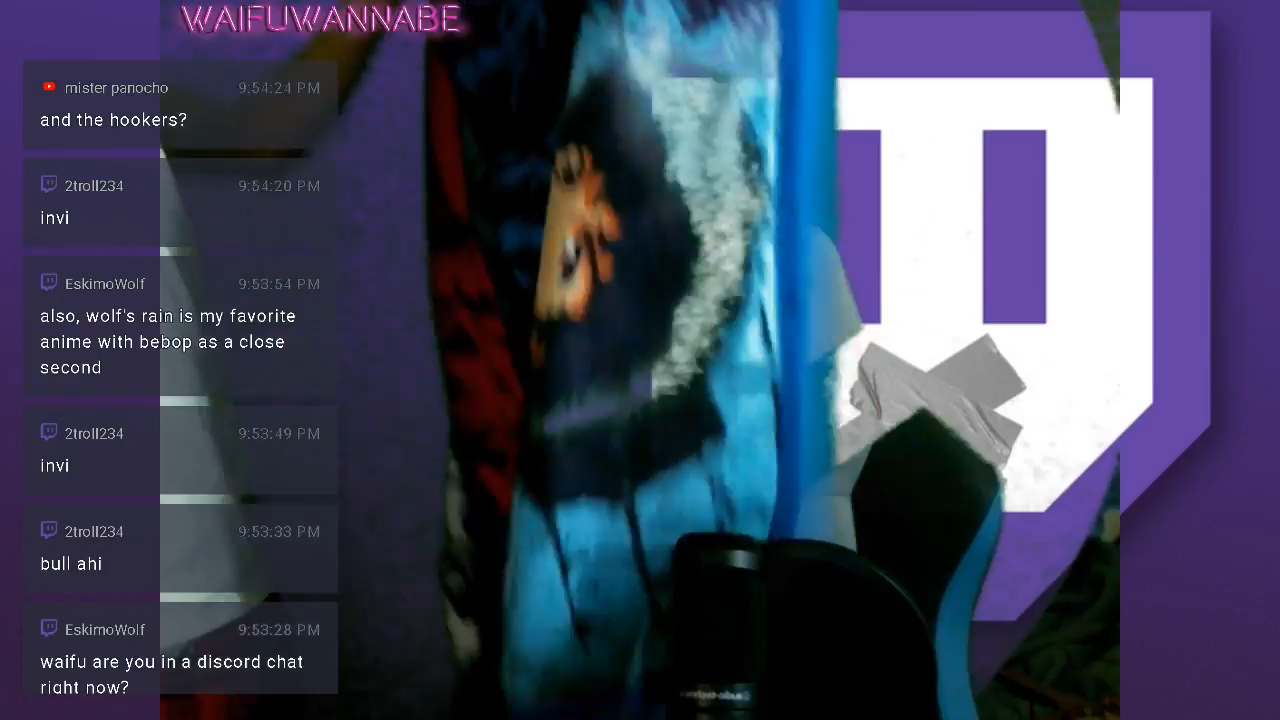 WAIFUWANNABE
mister panocho 9:54:24 PM
and the hookers?
2troll234 9:54:20 PM
invi
EskimoWolf 9:53:54 PM
also, wolf's rain is my favorite
anime with bebop as a close
second
2troll234 9:53:49 PM
invi
2troll234 9:53:33 PM
bull ahi
EskimoWolf 9:53:28 PM
waifu are you in a discord chat
right now?